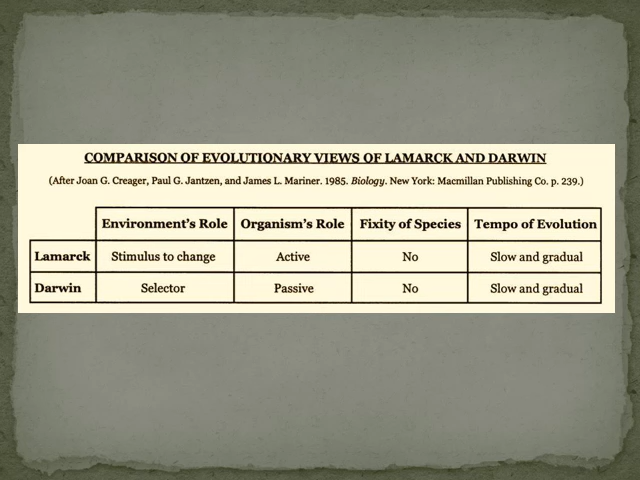 COMPARISON OF EVOLUTIONARY VIEWS OF LAMARCK AND DARWIN
(After Joan G. Creager, Paul G. Jantzen, and James L. Mariner. 1985. Biology. New York: Macmillan Publishing Co. p. 239.)
Environment's Role Organism's Role Fixity of Species Tempo of Evolution
Lamarck Stimulus to change Active No Slow and gradual
Darwin Selector Passive No Slow and gradual